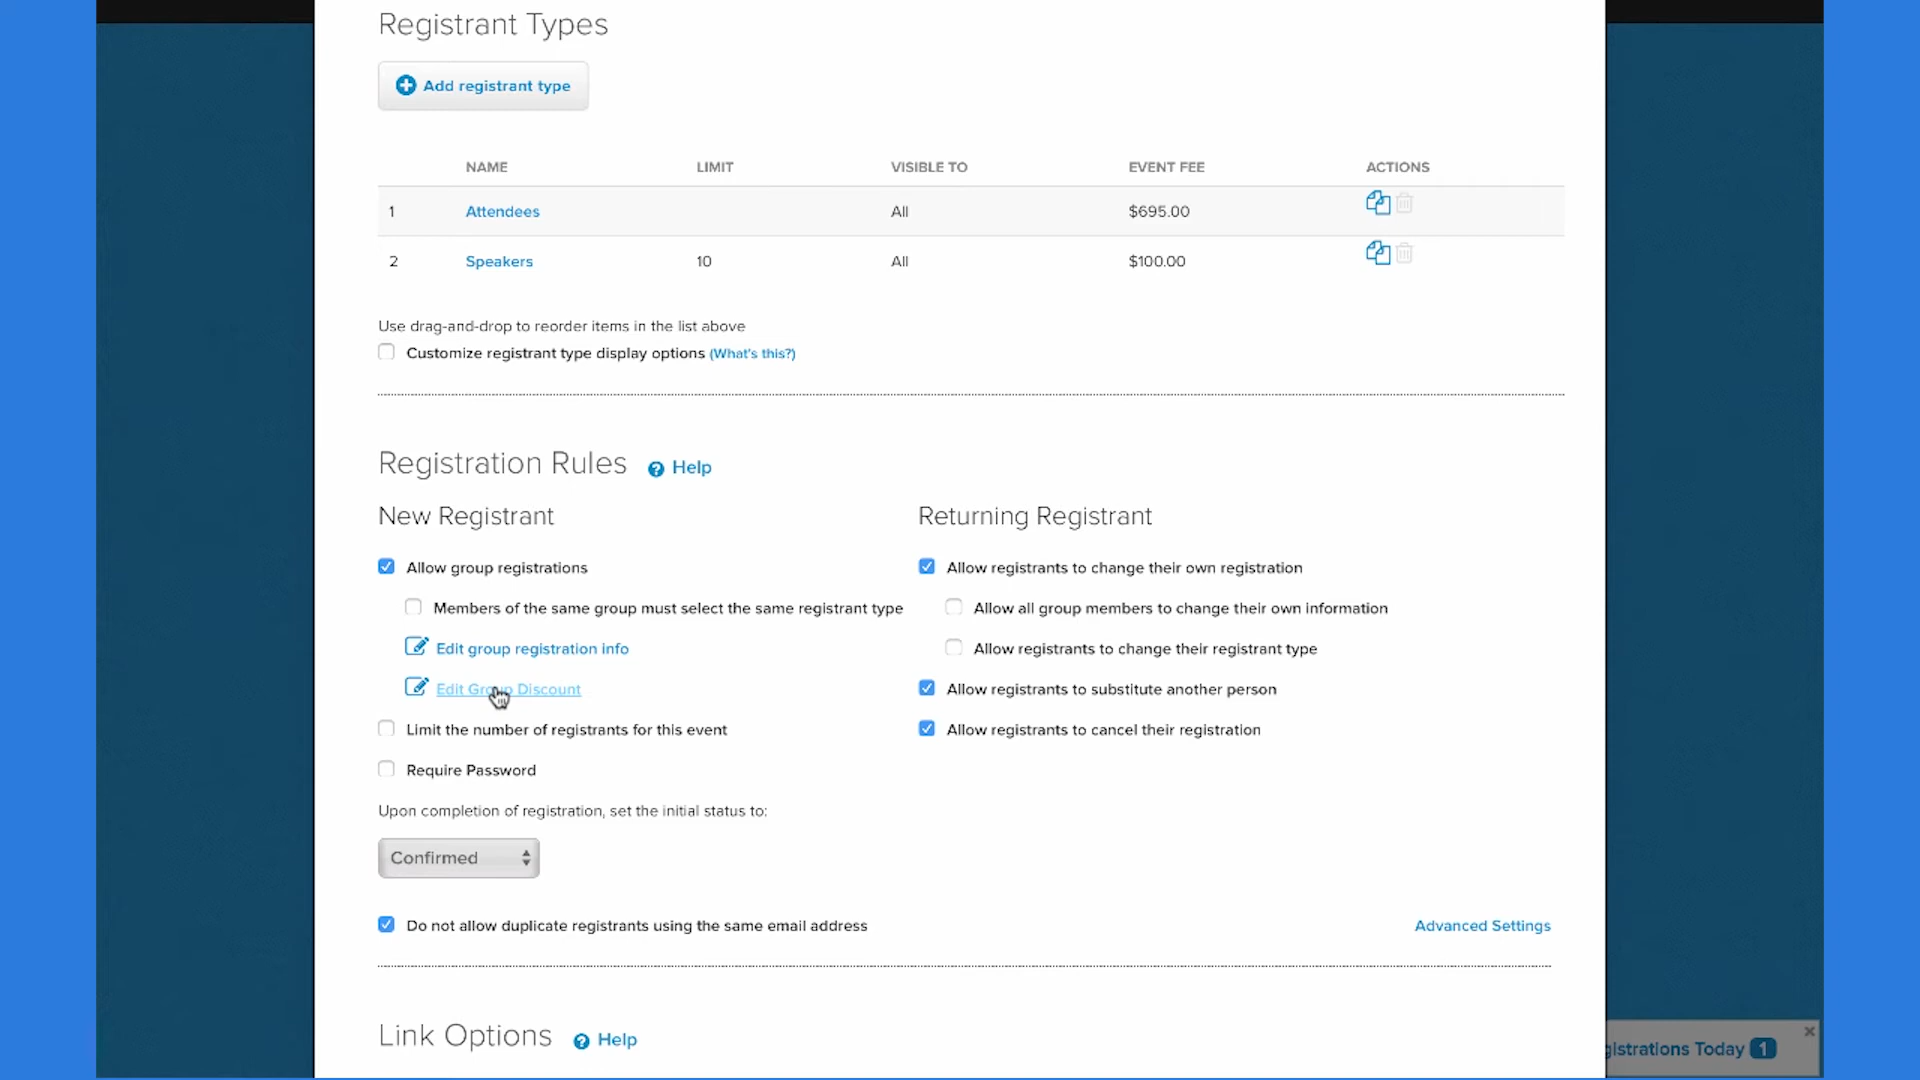 Registrant Types
Add registrant type
NAME LIMIT VISIBLE TO EVENT FEE ACTIONS
1 Attendees All $695.00
2 Speakers 10 All $100.00
Use drag-and-drop to reorder items in the list above
Customize registrant type display options (What's this?)
Registration Rules Help
New Registrant
Allow group registrations
Members of the same group must select the same registrant type
Edit group registration info
Edit Group Discount
Limit the number of registrants for this event
Require Password
Upon completion of registration, set the initial status to:
Confirmed
Do not allow duplicate registrants using the same email address
Returning Registrant
Allow registrants to change their own registration
Allow all group members to change their own information
Allow registrants to change their registrant type
Allow registrants to substitute another person
Allow registrants to cancel their registration
Advanced Settings
Link Options Help
gistrations Today 1